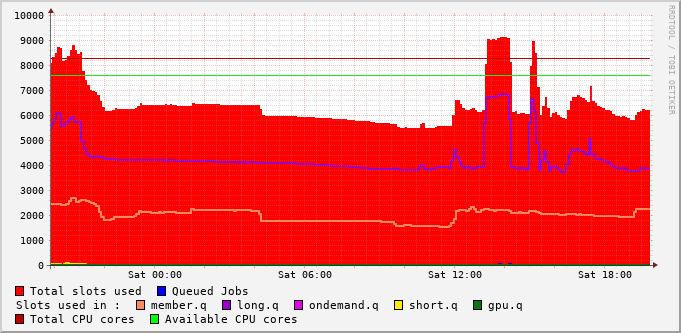 10000
9000
8000
7000
6000
5000
4000
3000
2000
1000
0
Sat 00:00 Sat 06:00 Sat 12:00 Sat 18:00
RRDTOOL / TOBI OETIKER
Total slots used Queued Jobs
Slots used in : member.q long.q ondemand.q short.q gpu.q
Total CPU cores Available CPU cores